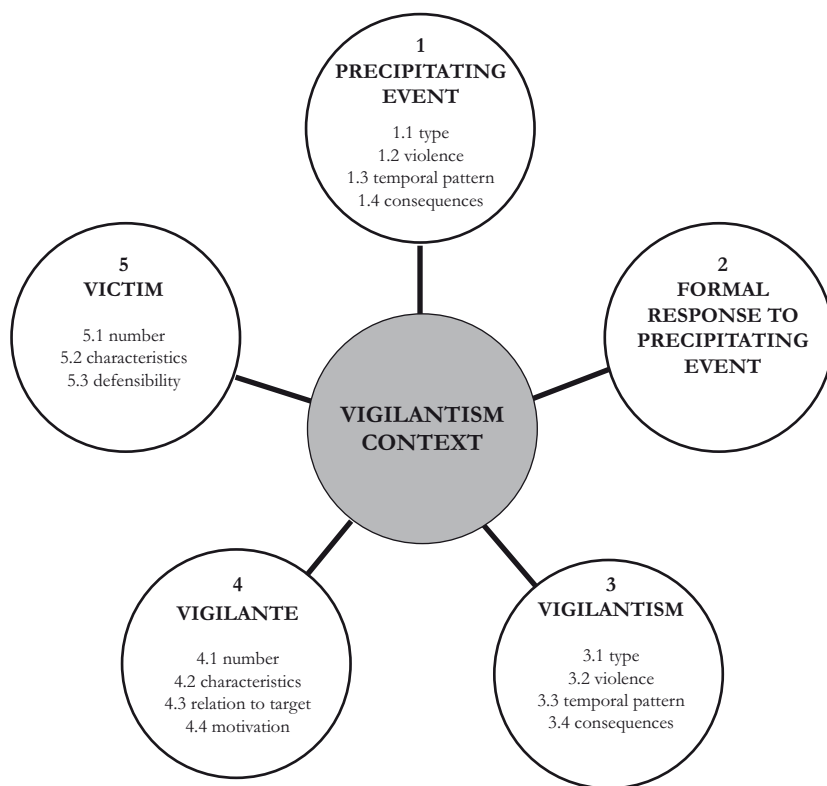 1
PRECIPITATING
EVENT
1.1 type
1.2 violence
1.3 temporal pattern
1.4 consequences
2
FORMAL
RESPONSE TO
PRECIPITATING
EVENT
3
VIGILANTISM
3.1 type
3.2 violence
3.3 temporal pattern
3.4 consequences
4
VIGILANTE
4.1 number
4.2 characteristics
4.3 relation to target
4.4 motivation
5
VICTIM
5.1 number
5.2 characteristics
5.3 defensibility
VIGILANTISM
CONTEXT